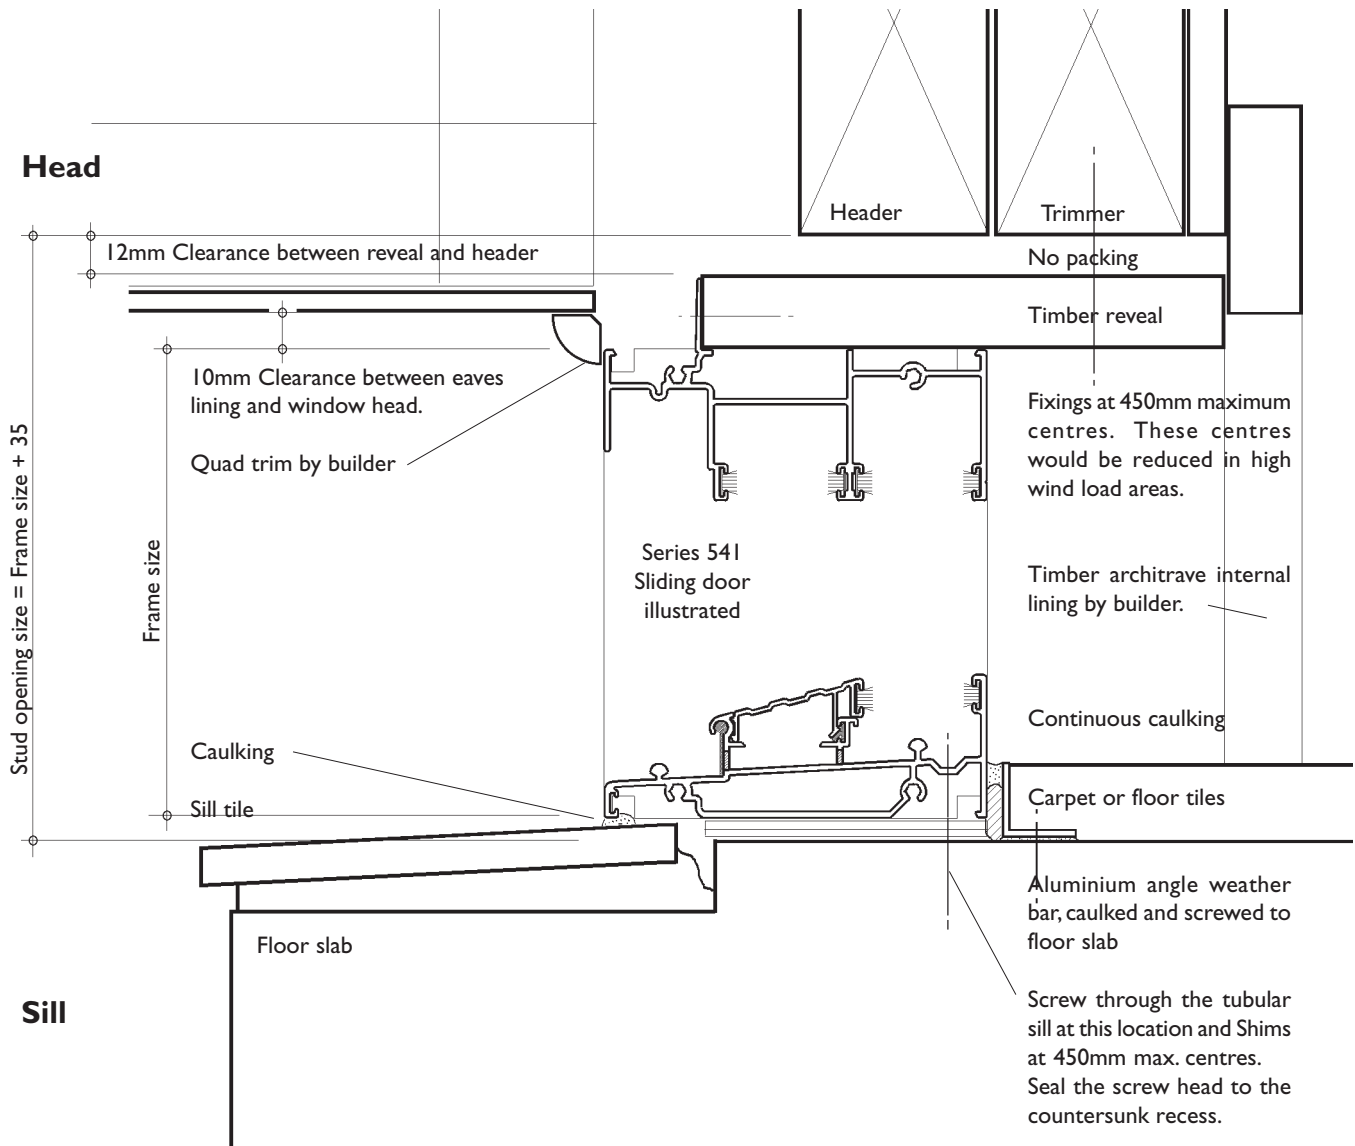 Head
Header
Trimmer
12mm Clearance between reveal and header
No packing
Timber reveal
10mm Clearance between eaves
lining and window head.
Quad trim by builder
Fixings at 450mm maximum
centres. These centres
would be reduced in high
wind load areas.
Stud opening size = Frame size + 35
Frame size
Series 541
Sliding door
illustrated
Timber architrave internal
lining by builder.
Continuous caulking
Caulking
Sill tile
Carpet or floor tiles
Aluminium angle weather
bar, caulked and screwed to
floor slab
Floor slab
Sill
Screw through the tubular
sill at this location and Shims
at 450mm max. centres.
Seal the screw head to the
countersunk recess.